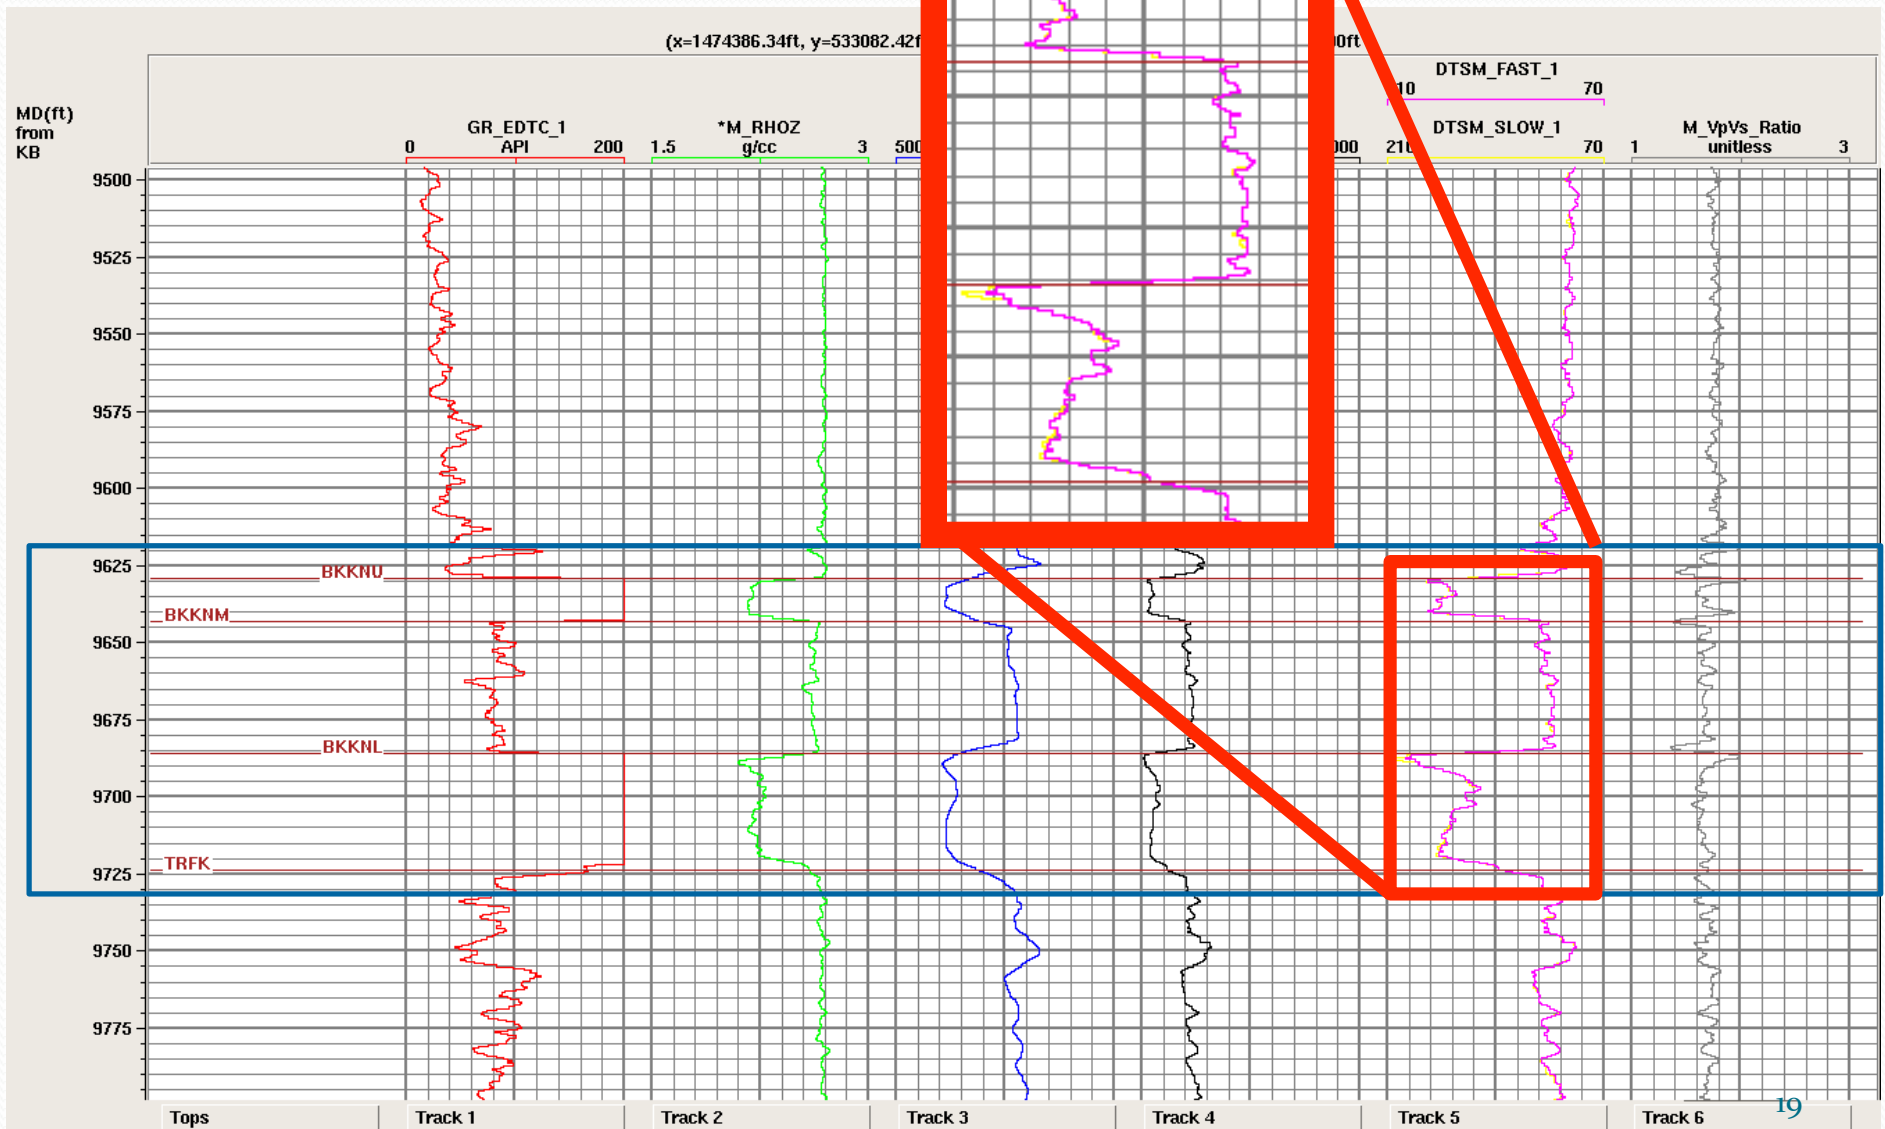 (x=1474386.34ft, y=533082.42f
0ft
MD(ft)
from
KB
GR_EDTC_1
0 API 200
*M_RHOZ
1.5 g/cc 3
500
000
DTSM_FAST_1
10 70
DTSM_SLOW_1
210 70
M_VpVs_Ratio
1 unitless 3
9500
9525
9550
9575
9600
9625
BKKNU
BKKNM
9650
9675
BKKNL
9700
TRFK
9725
9750
9775
19
Tops Track 1 Track 2 Track 3 Track 4 Track 5 Track 6